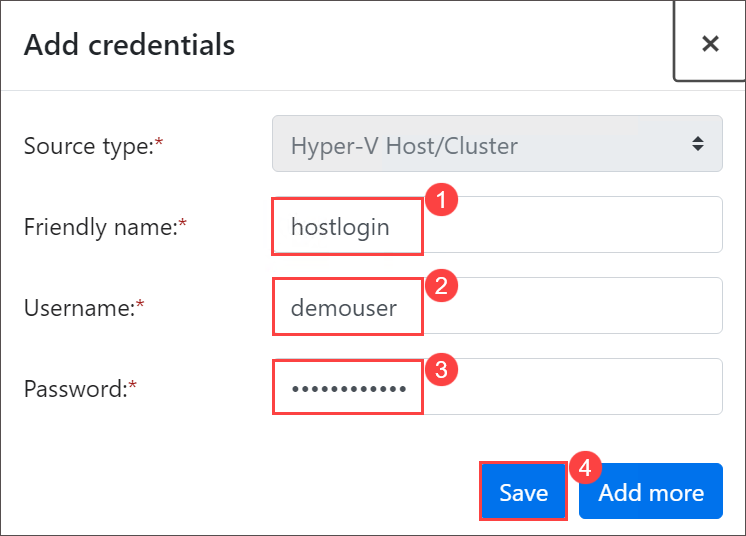 Add credentials
×
Source type:* Hyper-V Host/Cluster
1
Friendly name:* hostlogin
2
Username:* demouser
3
Password:* ••••••••••••
4
Save Add more